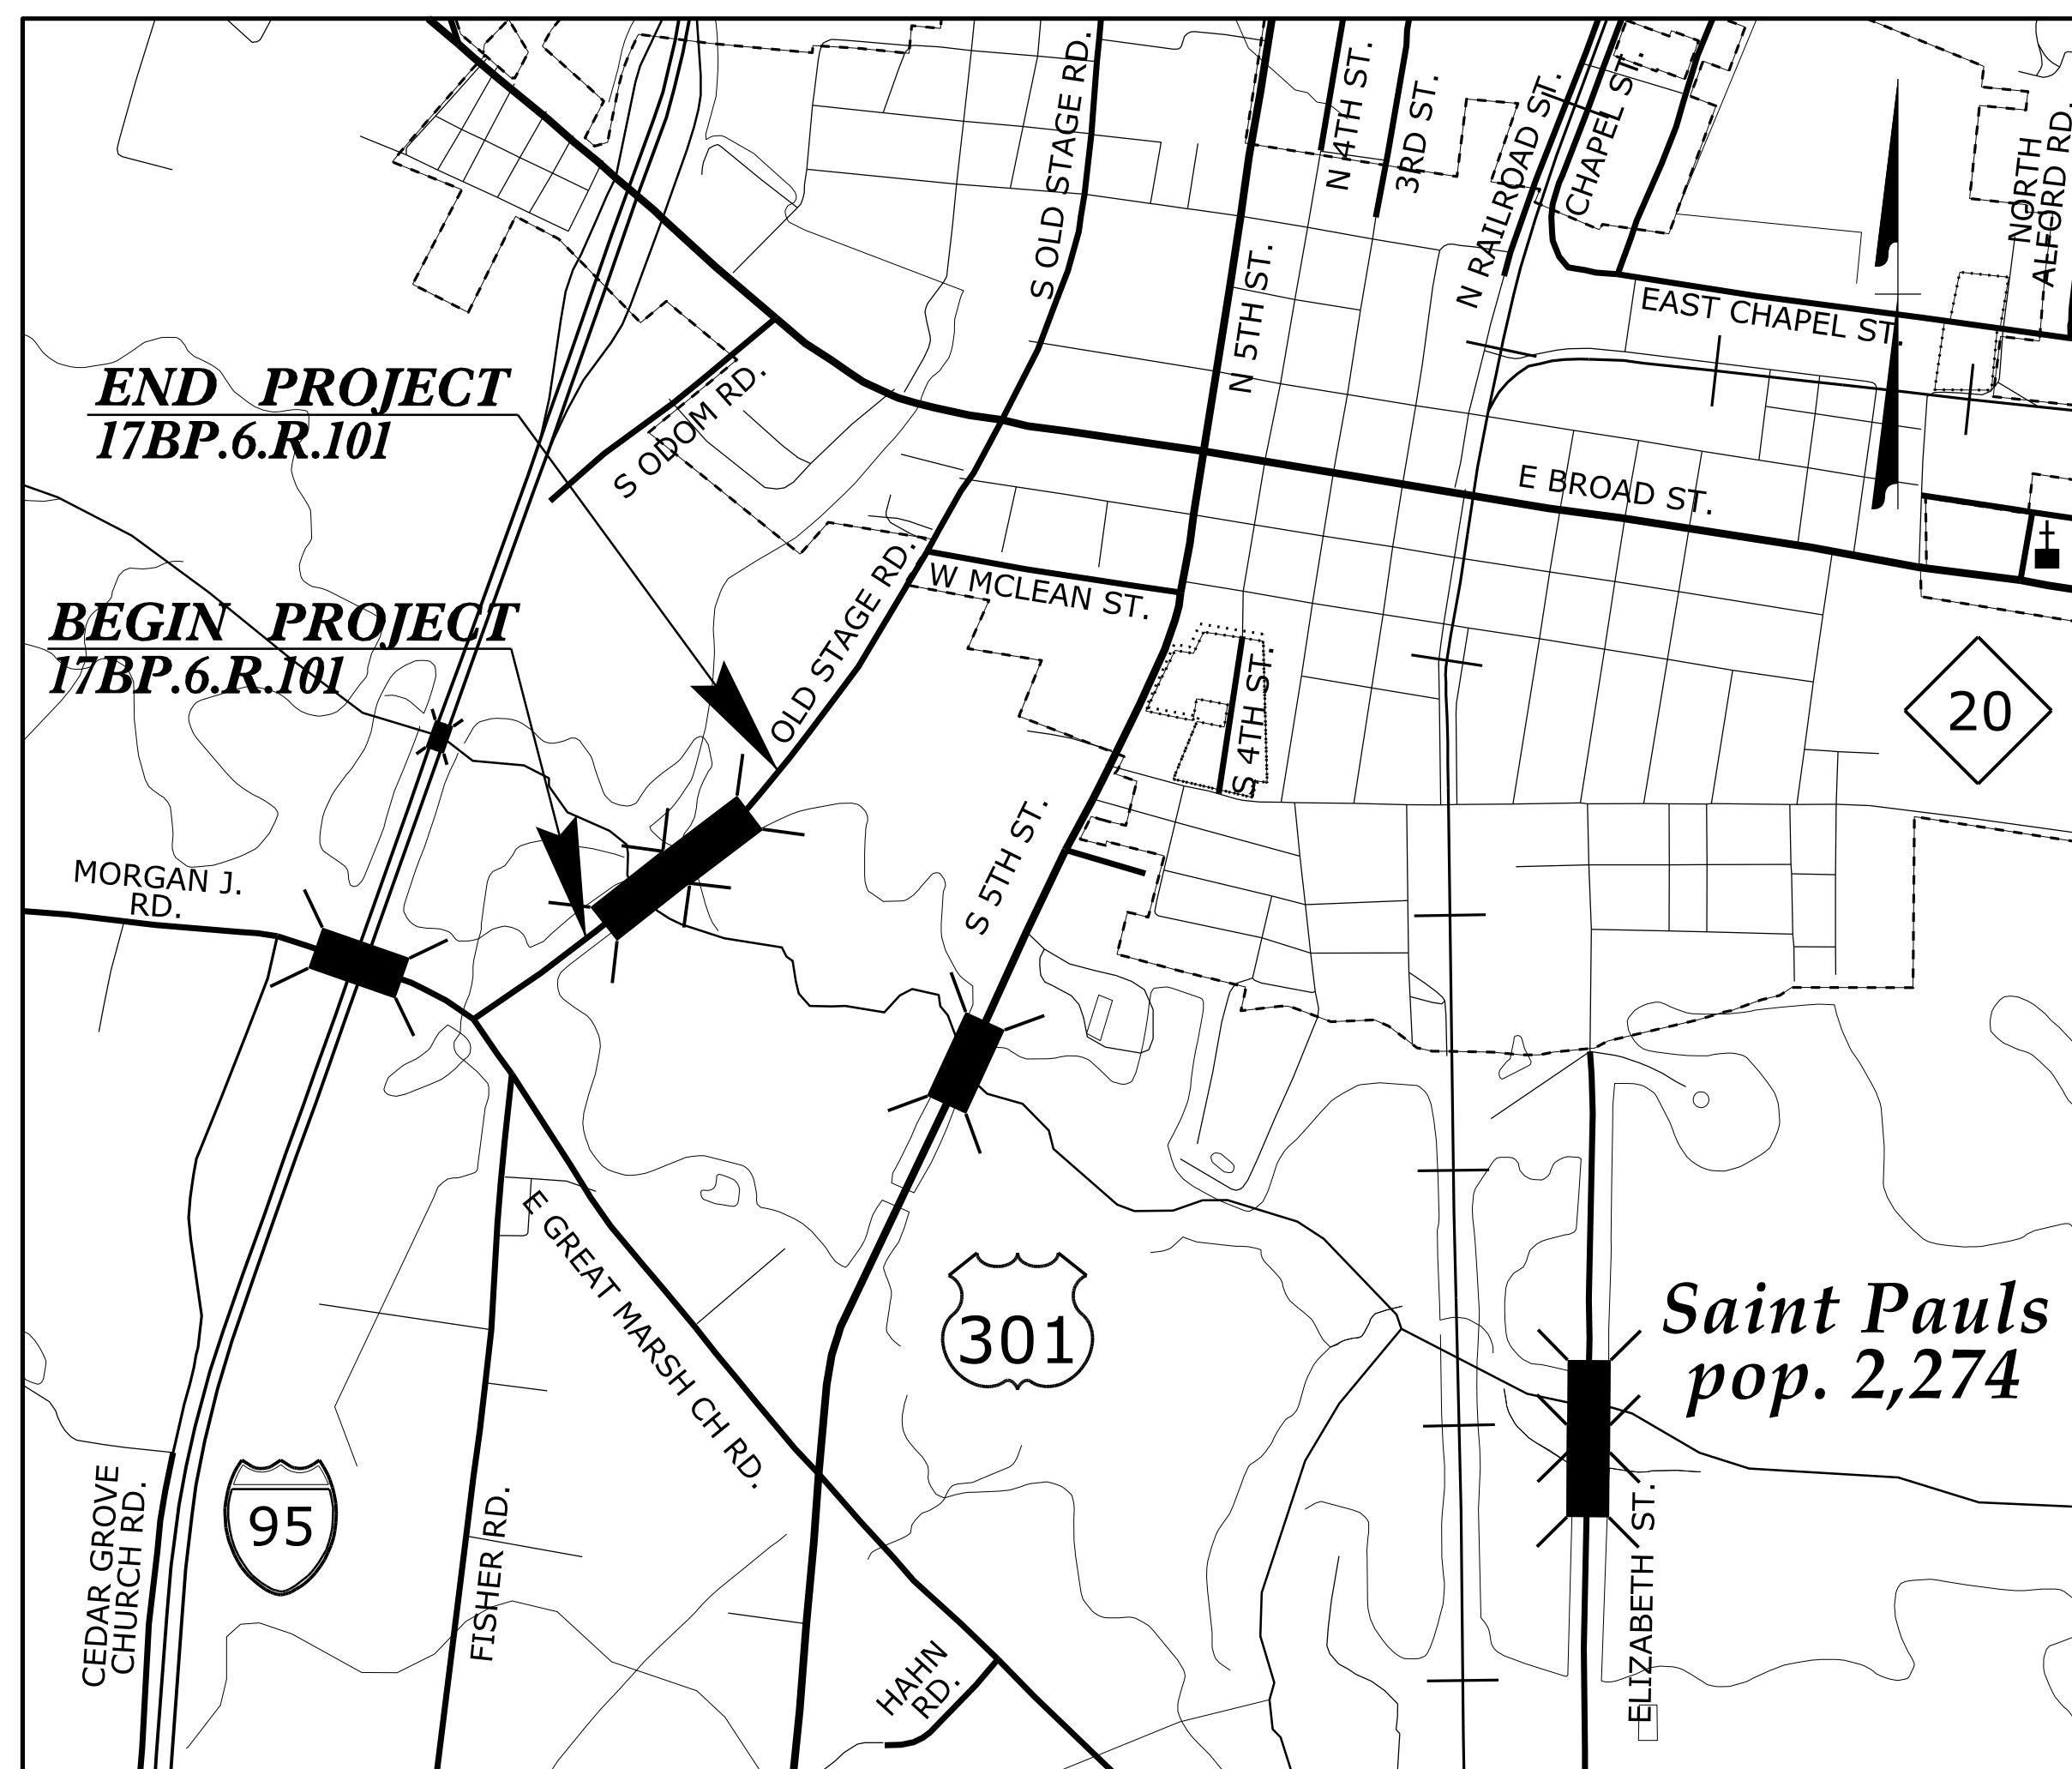 S OLD STAGE RD.
N 4TH ST.
3RD ST.
N RAILROAD ST.
CHAPEL ST.
NORTH
ALFORD RD.
N 5TH ST.
EAST CHAPEL ST.
END PROJECT
17BP.6.R.101
S ODOM RD.
E BROAD ST.
OLD STAGE RD.
W MCLEAN ST.
BEGIN PROJECT
17BP.6.R.101
S 4TH ST.
20
S 5TH ST.
MORGAN J.
RD.
E GREAT MARSH CH RD.
301
Saint Pauls
pop. 2,274
95
CEDAR GROVE
CHURCH RD.
FISHER RD.
ELIZABETH ST.
HAHN
RD.